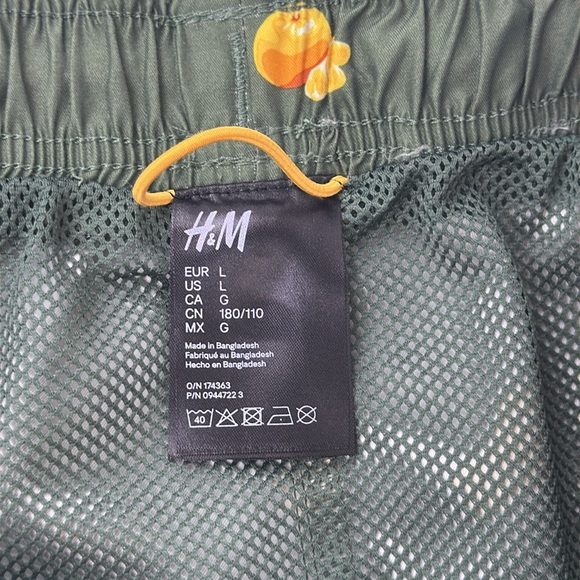 H&M
EUR L
US L
CA G
CN 180/110
MX G
Made in Bangladesh
Fabriqué au Bangladesh
Hecho en Bangladesh
O/N 174363
P/N 0944722 3
40